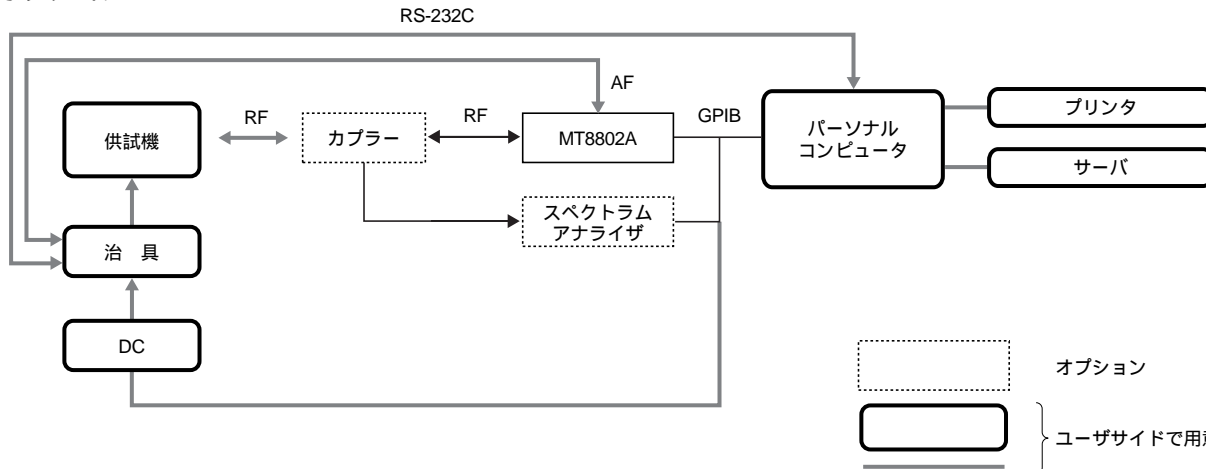 RS-232C
AF
RF
RF
GPIB
供試機
カプラー
MT8802A
パーソナル
コンピュータ
プリンタ
サーバ
スペクトラム
アナライザ
治 具
DC
オプション
ユーザサイドで用